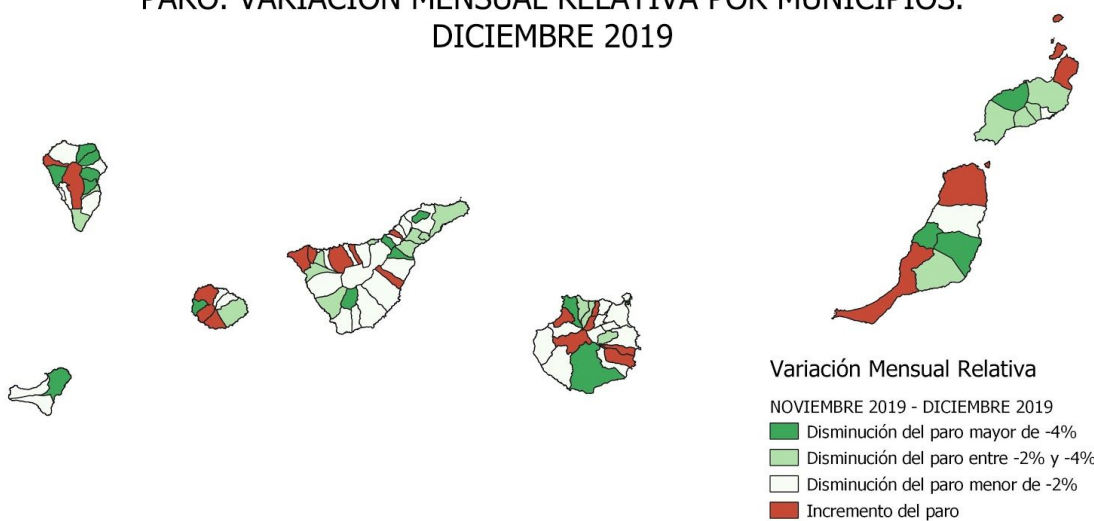 PARO. VARIACIÓN MENSUAL RELATIVA POR MUNICIPIOS.
DICIEMBRE 2019
Variación Mensual Relativa
NOVIEMBRE 2019 - DICIEMBRE 2019
Disminución del paro mayor de -4%
Disminución del paro entre -2% y -4%
Disminución del paro menor de -2%
Incremento del paro